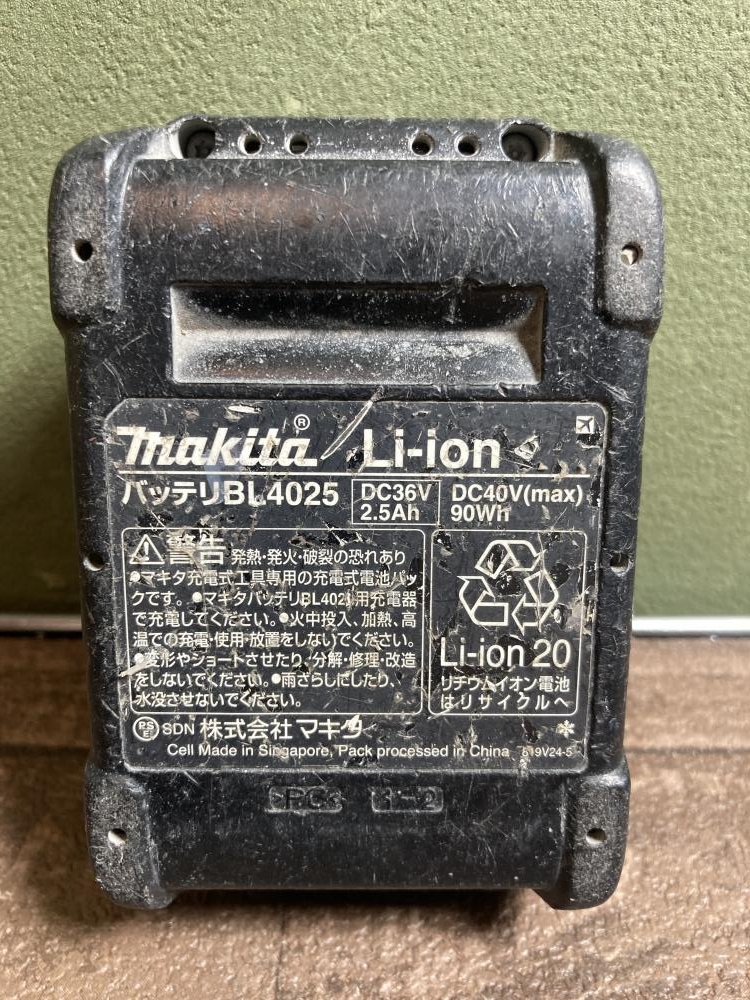 makita® Li-ion
バッテリBL4025 DC36V 2.5Ah DC40V(max) 90Wh
警告 発熱・発火・破裂の恐れあり
●マキタ充電式工具専用の充電式電池パッ
クです。●マキタバッテリBL402用充電器
で充電してください。●火中投入、加熱、高
温での充電・使用・放置をしないでください。
●変形やショートさせたり、分解・修理・改造
をしないでください。●雨ざらしにしたり、
水没させないでください。
Li-ion 20
リチウムイオン電池
はリサイクルへ
PS E SDN 株式会社マキタ
Cell Made in Singapore, Pack processed in China 819V24-5
>PC< 1-2